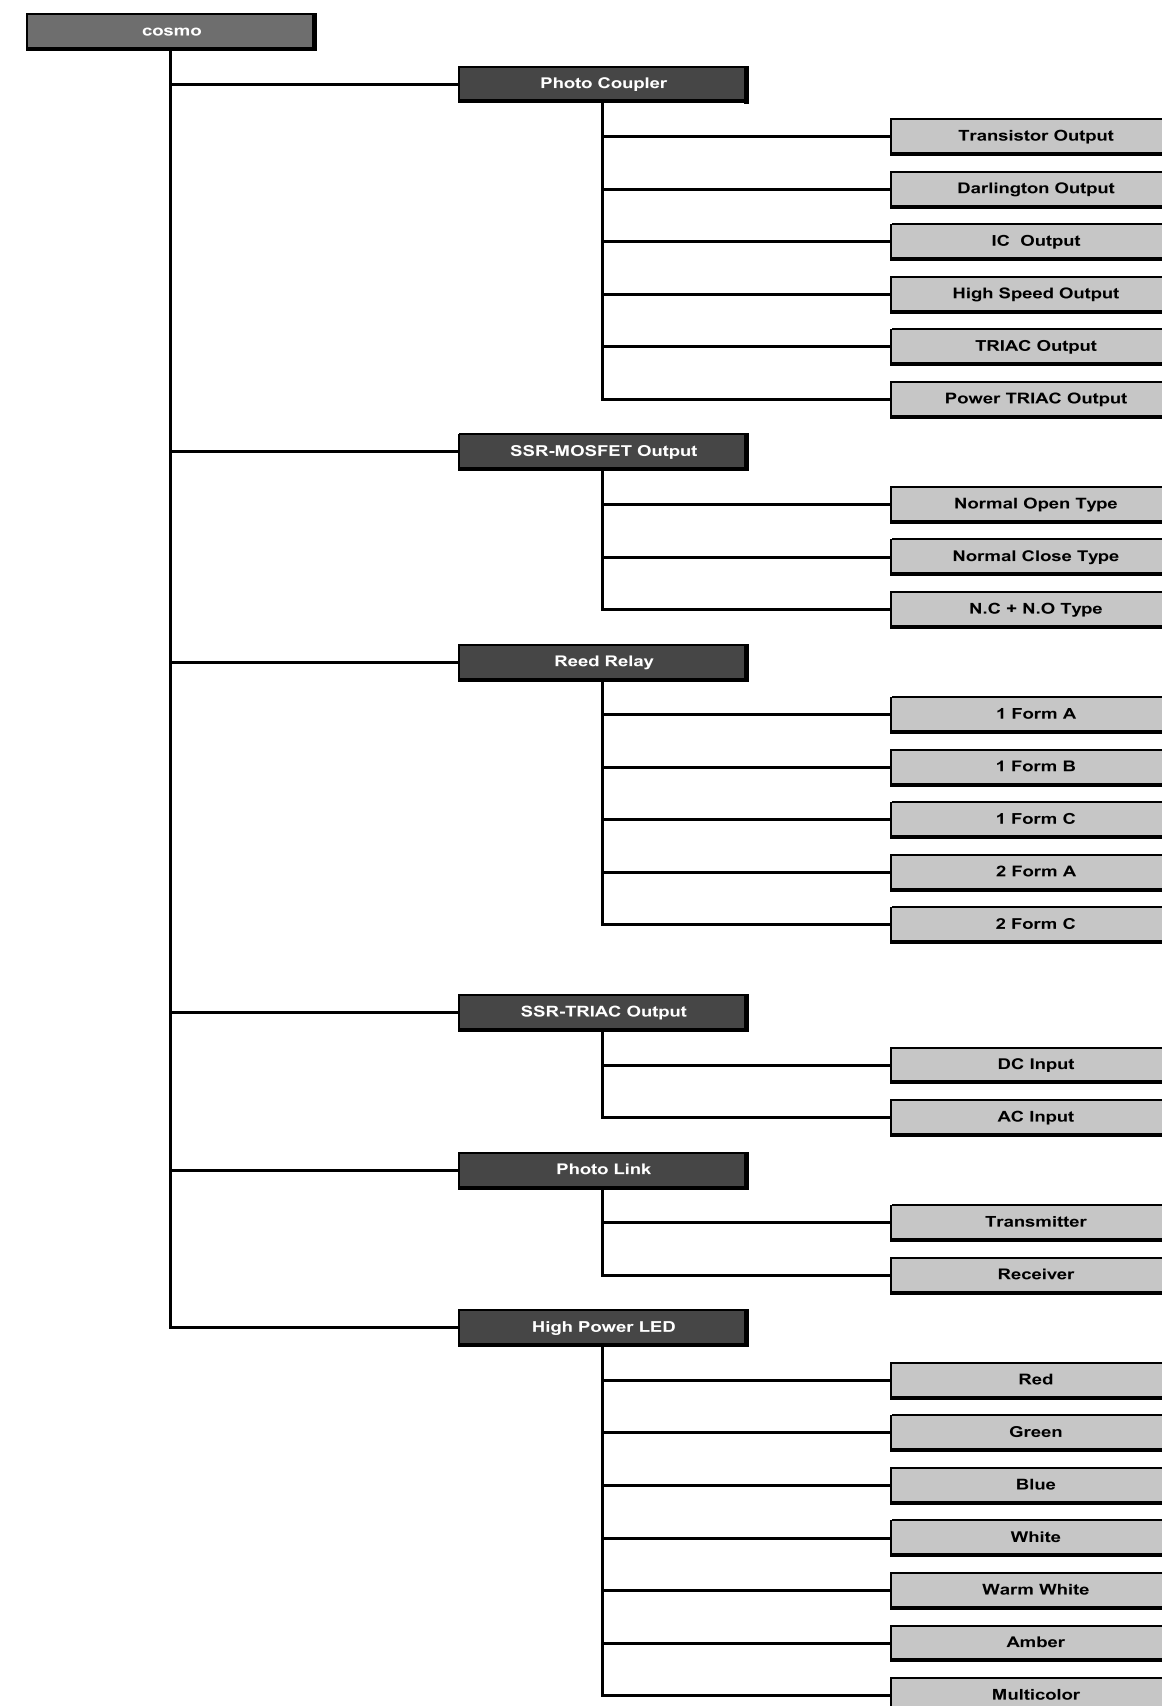 cosmo
Photo Coupler
Transistor Output
Darlington Output
IC  Output
High Speed Output
TRIAC Output
Power TRIAC Output
SSR-MOSFET Output
Normal Open Type
Normal Close Type
N.C + N.O Type
Reed Relay
1 Form A
1 Form B
1 Form C
2 Form A
2 Form C
SSR-TRIAC Output
DC Input
AC Input
Photo Link
Transmitter
Receiver
High Power LED
Red
Green
Blue
White
Warm White
Amber
Multicolor